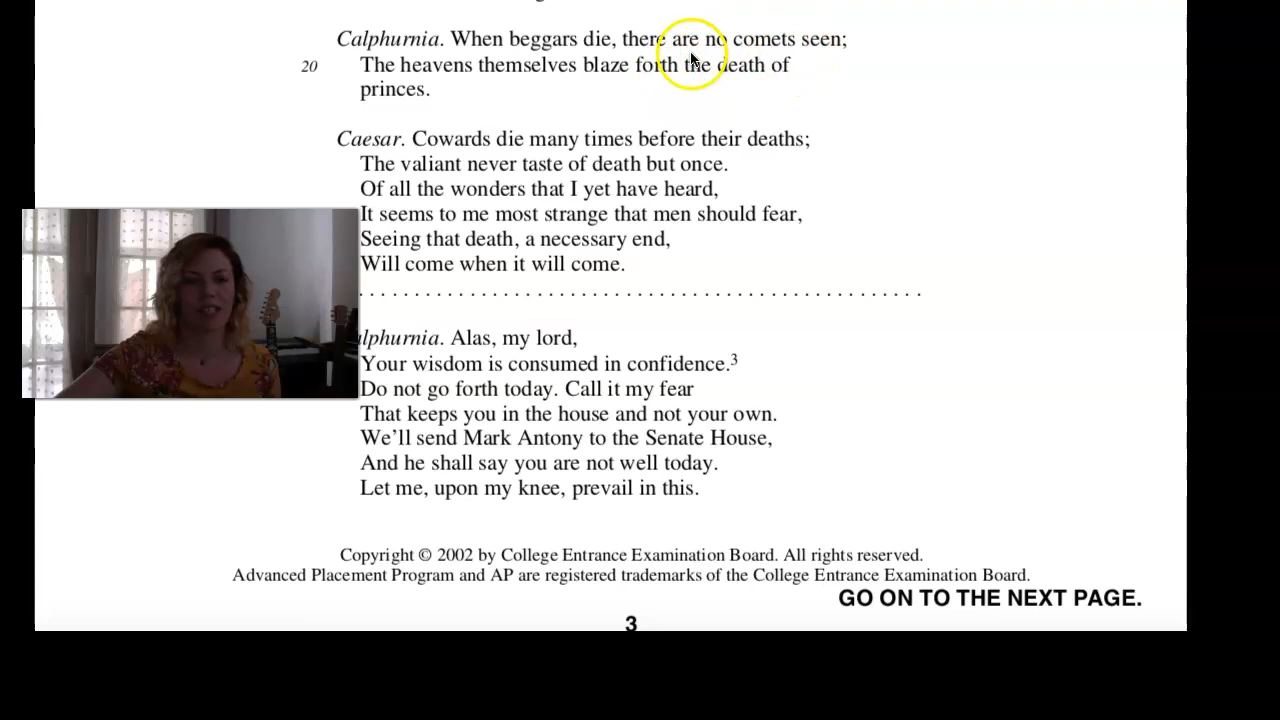 Calphurnia. When beggars die, there are no comets seen;
20 The heavens themselves blaze forth the death of
princes.
Caesar. Cowards die many times before their deaths;
The valiant never taste of death but once.
Of all the wonders that I yet have heard,
It seems to me most strange that men should fear,
Seeing that death, a necessary end,
Will come when it will come.
. . . . . . . . . . . . . . . . . . . . . . . . . . . . . . . . . . . . . . . . . . . . . . . . . . .
alphurnia. Alas, my lord,
Your wisdom is consumed in confidence.3
Do not go forth today. Call it my fear
That keeps you in the house and not your own.
We’ll send Mark Antony to the Senate House,
And he shall say you are not well today.
Let me, upon my knee, prevail in this.
Copyright © 2002 by College Entrance Examination Board. All rights reserved.
Advanced Placement Program and AP are registered trademarks of the College Entrance Examination Board.
GO ON TO THE NEXT PAGE.
3